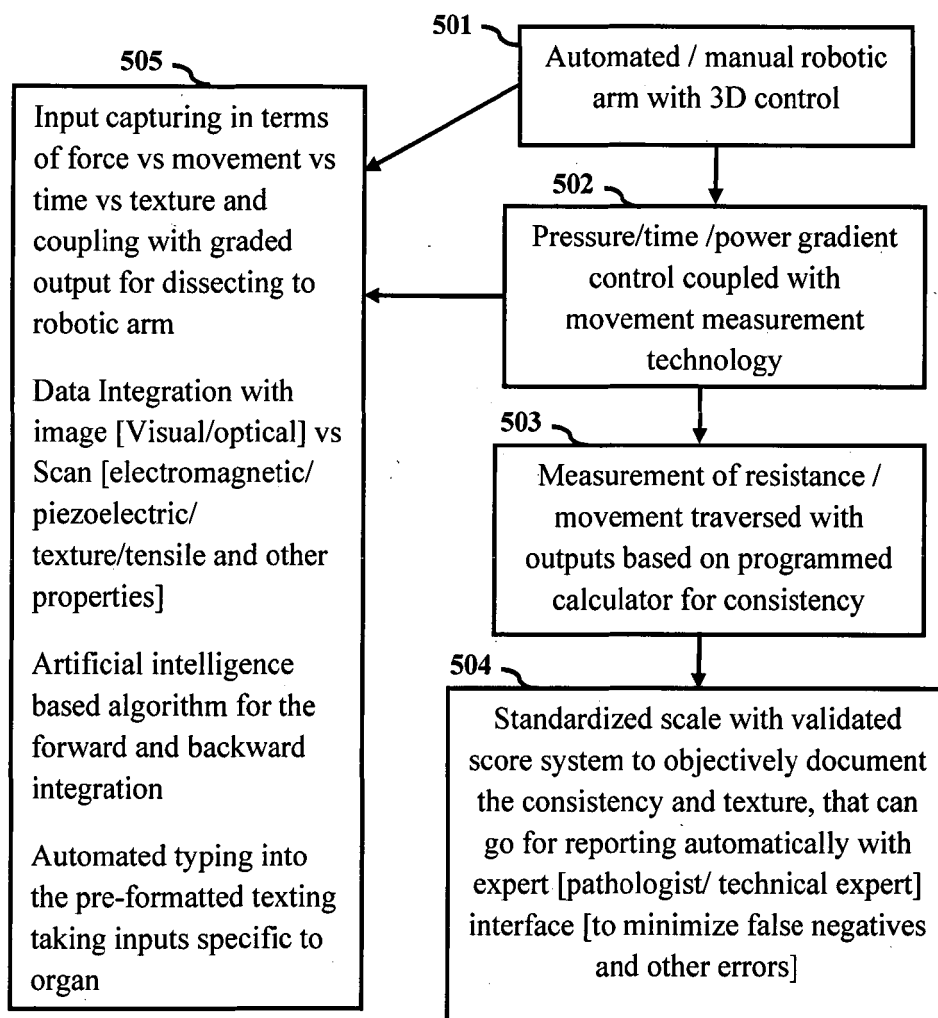 501
Automated / manual robotic
arm with 3D control
502
Pressure/time /power gradient
control coupled with
movement measurement
technology
503
Measurement of resistance /
movement traversed with
outputs based on programmed
calculator for consistency
504
Standardized scale with validated
score system to objectively document
the consistency and texture, that can
go for reporting automatically with
expert [pathologist/ technical expert]
interface [to minimize false negatives
and other errors]
505
Input capturing in terms
of force vs movement vs
time vs texture and
coupling with graded
output for dissecting to
robotic arm
Data Integration with
image [Visual/optical] vs
Scan [electromagnetic/
piezoelectric/
texture/tensile and other
properties]
Artificial intelligence
based algorithm for the
forward and backward
integration
Automated typing into
the pre-formatted texting
taking inputs specific to
organ